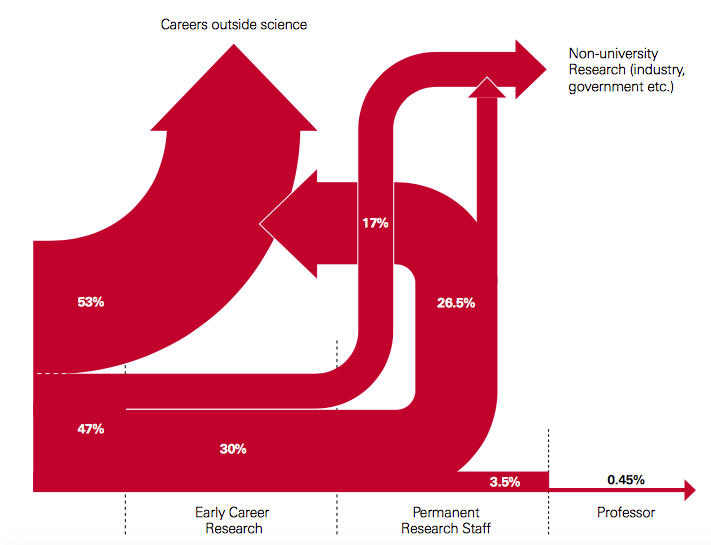 Careers outside science
Non-university
Research (industry,
government etc.)
17%
53%
26.5%
47%
30%
3.5%
0.45%
Early Career
Research
Permanent
Research Staff
Professor